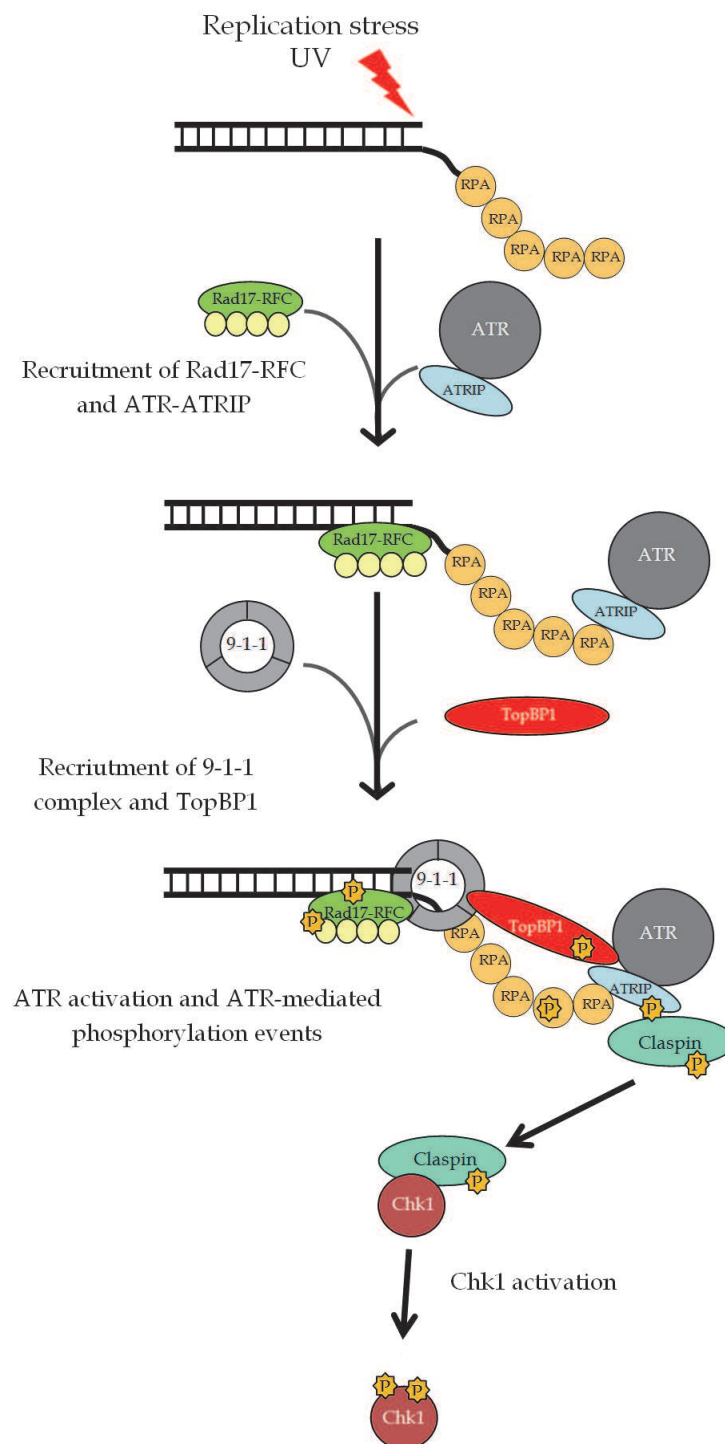 Replication stress
UV
RPA
RPA
RPA
RPA
RPA
Rad17-RFC
ATR
ATRIP
Recruitment of Rad17-RFC
and ATR-ATRIP
Rad17-RFC
RPA
RPA
RPA
RPA
RPA
ATR
ATRIP
9-1-1
TopBP1
Recriutment of 9-1-1
complex and TopBP1
9-1-1
P
P
Rad17-RFC
RPA
RPA
RPA
P
RPA
TopBP1
P
ATR
ATRIP
P
Claspin
P
ATR activation and ATR-mediated
phosphorylation events
Claspin
P
Chk1
Chk1 activation
P
P
Chk1